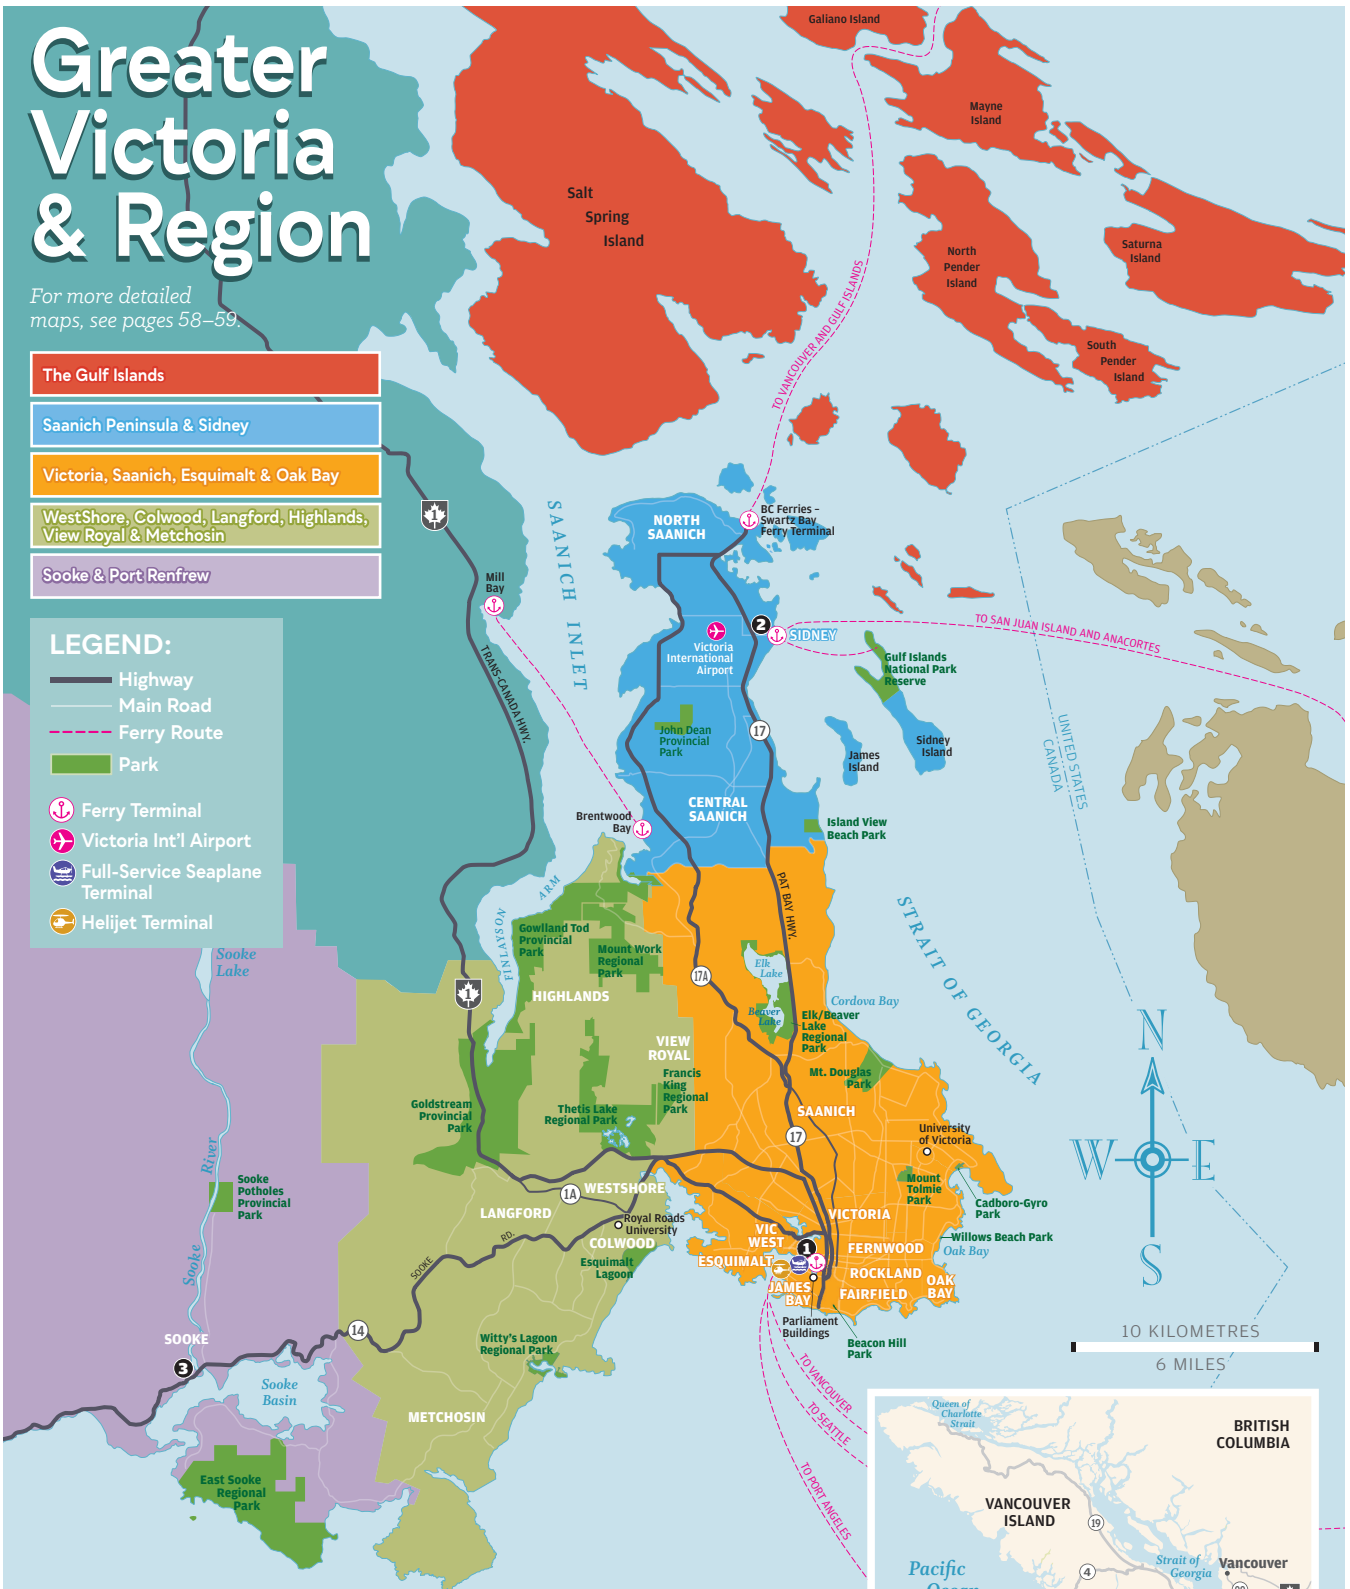 Greater
Victoria
& Region
For more detailed
maps, see pages 58–59.
The Gulf Islands
Saanich Peninsula & Sidney
Victoria, Saanich, Esquimalt & Oak Bay
WestShore, Colwood, Langford, Highlands,
View Royal & Metchosin
Sooke & Port Renfrew
LEGEND:
Highway
Main Road
Ferry Route
Park
Ferry Terminal
Victoria Int'l Airport
Full-Service Seaplane
Terminal
Helijet Terminal
Galiano Island
Mayne
Island
Salt
Spring
Island
North
Pender
Island
Saturna
Island
South
Pender
Island
TO VANCOUVER AND GULF ISLANDS
1
SAANICH INLET
NORTH
SAANICH
BC Ferries –
Swartz Bay
Ferry Terminal
Mill
Bay
TRANS-CANADA HWY.
2
SIDNEY
TO SAN JUAN ISLAND AND ANACORTES
Victoria
International
Airport
Gulf Islands
National Park
Reserve
John Dean
Provincial
Park
17
James
Island
Sidney
Island
UNITED STATES
CANADA
CENTRAL
SAANICH
Brentwood
Bay
Island View
Beach Park
PAT BAY HWY.
FINLAYSON
ARM
STRAIT OF GEORGIA
Gowlland Tod
Provincial
Park
Mount Work
Regional
Park
HIGHLANDS
Sooke
Lake
1
17A
Elk
Lake
Beaver
Lake
Cordova Bay
Elk/Beaver
Lake
Regional
Park
VIEW
ROYAL
Francis
King
Regional
Park
Mt. Douglas
Park
Goldstream
Provincial
Park
Thetis Lake
Regional Park
SAANICH
17
University
of Victoria
N
W
E
S
Sooke
River
Sooke
Potholes
Provincial
Park
1A
WESTSHORE
LANGFORD
Royal Roads
University
COLWOOD
Esquimalt
Lagoon
SOOKE
RD.
Mount
Tolmie
Park
Cadboro-Gyro
Park
VICTORIA
VIC
WEST
Willows Beach Park
Oak Bay
1
FERNWOOD
ESQUIMALT
ROCKLAND
OAK
BAY
JAMES
BAY
FAIRFIELD
Parliament
Buildings
Beacon Hill
Park
10 KILOMETRES
6 MILES
SOOKE
14
3
Witty's Lagoon
Regional Park
Sooke
Basin
METCHOSIN
East Sooke
Regional
Park
TO VANCOUVER
TO SEATTLE
TO PORT ANGELES
Queen of
Charlotte
Strait
BRITISH
COLUMBIA
VANCOUVER
ISLAND
19
4
Pacific
Ocean
Strait of
Georgia
Vancouver
99